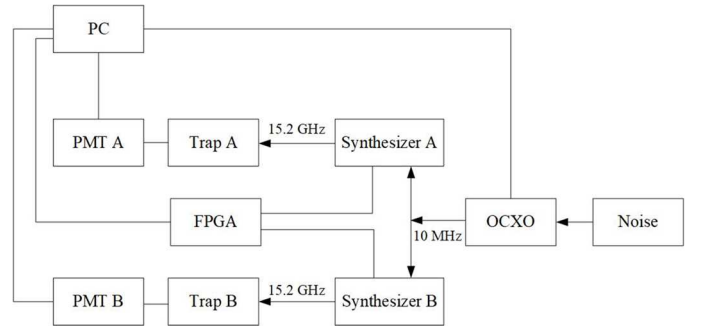 PC
15.2 GHz
PMT A
Trap A
Synthesizer A
FPGA
OCXO
Noise
10 MHz
15.2 GHz
PMT B
Trap B
Synthesizer B